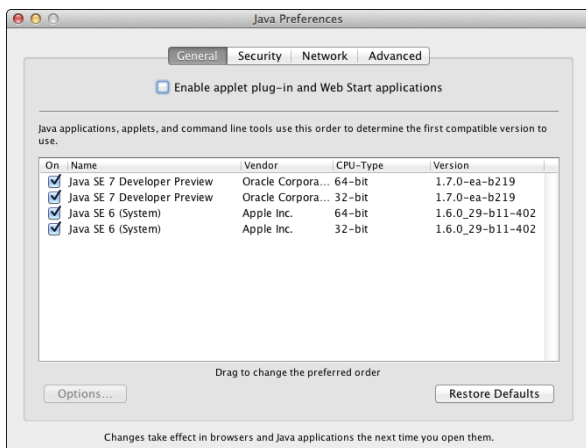 Java Preferences
General Security Network Advanced
Enable applet plug-in and Web Start applications
Java applications, applets, and command line tools use this order to determine the first compatible version to
use.
On Name Vendor CPU-Type Version
Java SE 7 Developer Preview Oracle Corpora... 64-bit 1.7.0-ea-b219
Java SE 7 Developer Preview Oracle Corpora... 32-bit 1.7.0-ea-b219
Java SE 6 (System) Apple Inc. 64-bit 1.6.0_29-b11-402
Java SE 6 (System) Apple Inc. 32-bit 1.6.0_29-b11-402
Drag to change the preferred order
Options... Restore Defaults
Changes take effect in browsers and Java applications the next time you open them.